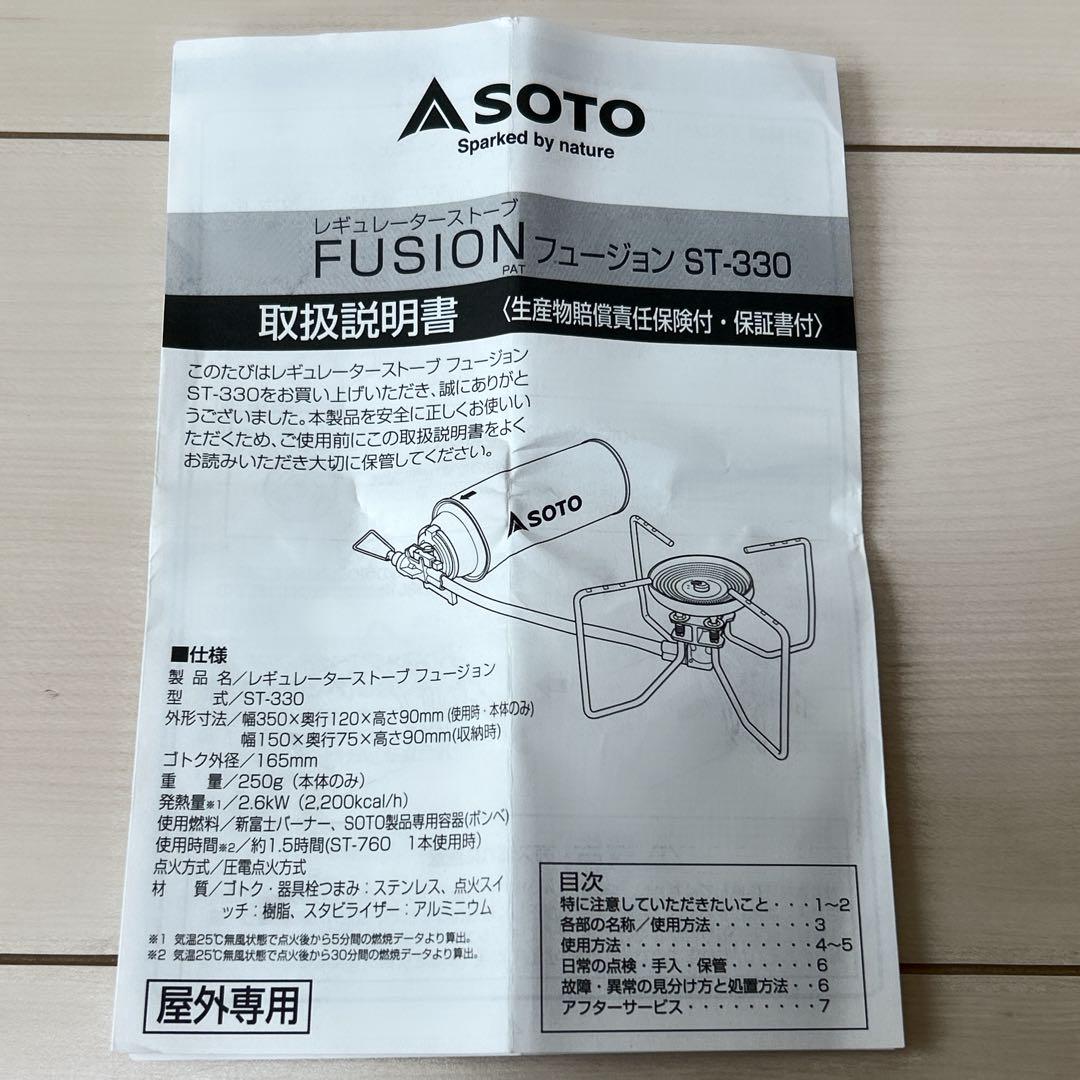 SOTO
Sparked by nature
レギュレーターストーブ
FUSION フュージョン ST-330
PAT
取扱説明書 〈生産物賠償責任保険付・保証書付〉
このたびはレギュレーターストーブ フュージョン
ST-330をお買い上げいただき、誠にありがと
うございました。本製品を安全に正しくお使いい
ただくため、ご使用前にこの取扱説明書をよく
お読みいただき大切に保管してください。
SOTO
■仕様
製品名／レギュレーターストーブ フュージョン
型 式／ST-330
外形寸法／幅350×奥行120×高さ90mm (使用時・本体のみ)
幅150×奥行75×高さ90mm(収納時)
ゴトク外径／165mm
重 量／250g（本体のみ）
発熱量※1／2.6kW（2,200kcal/h）
使用燃料／新富士バーナー、SOTO製品専用容器(ボンベ)
使用時間※2／約1.5時間(ST-760 1本使用時)
点火方式／圧電点火方式
材 質／ゴトク・器具栓つまみ：ステンレス、点火スイ
ッチ：樹脂、スタビライザー：アルミニウム
※1 気温25℃無風状態で点火後から5分間の燃焼データより算出。
※2 気温25℃無風状態で点火後から30分間の燃焼データより算出。
屋外専用
目次
特に注意していただきたいこと・・・1~2
各部の名称／使用方法・・・・・・・3
使用方法・・・・・・・・・・・・・4~5
日常の点検・手入・保管・・・・・・6
故障・異常の見分け方と処置方法・・6
アフターサービス・・・・・・・・・7